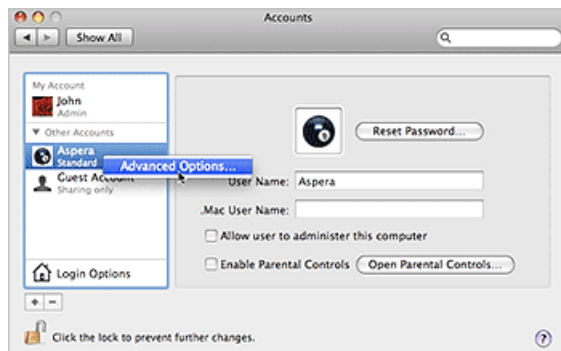 Accounts
Show All
My Account
John
Admin
Other Accounts
Aspera
Standard
Advanced Options...
Guest Account
Sharing only
Login Options
Reset Password...
User Name: Aspera
.Mac User Name:
Allow user to administer this computer
Enable Parental Controls Open Parental Controls...
+ −
Click the lock to prevent further changes.
?